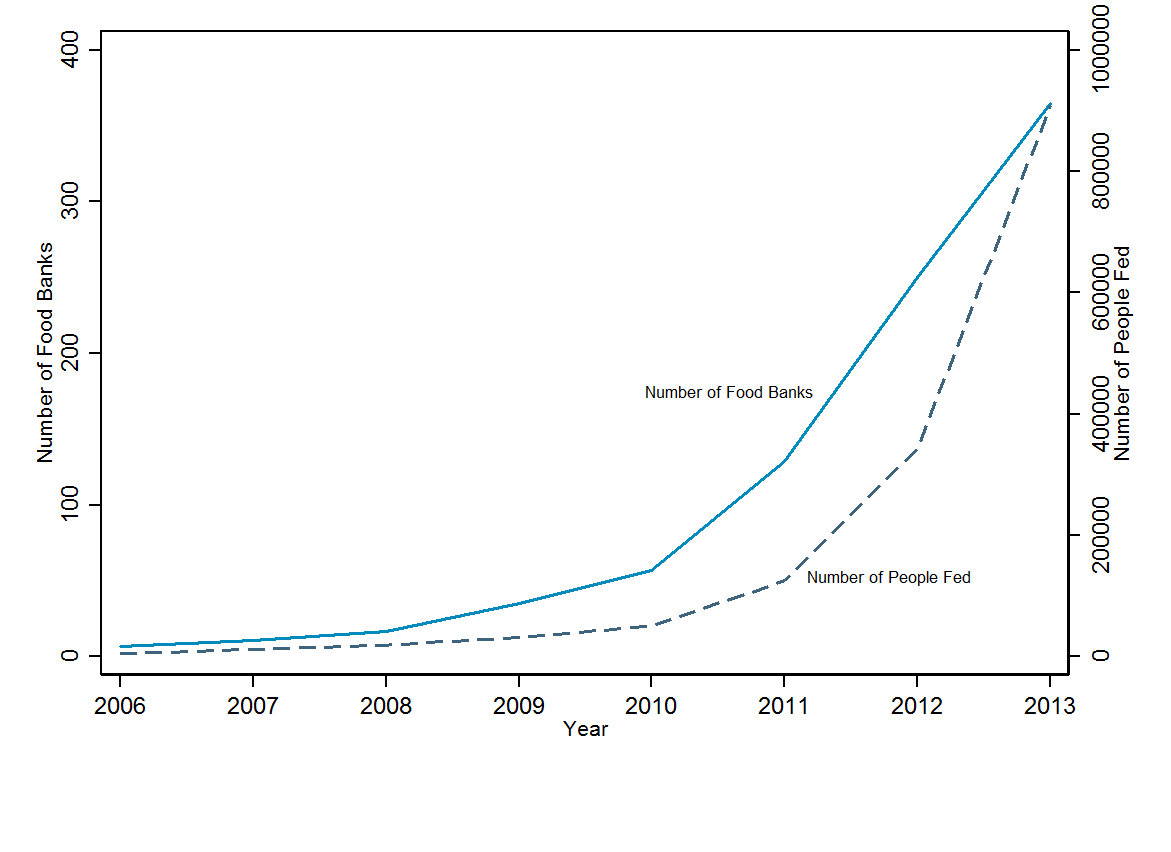 400
300
200
100
0
Number of Food Banks
1000000
800000
600000
400000
200000
0
Number of People Fed
Number of Food Banks
Number of People Fed
2006 2007 2008 2009 2010 2011 2012 2013
Year